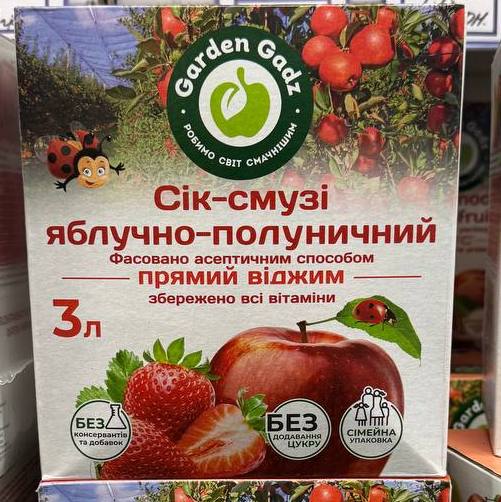 Garden Gadz
РОБИМО СВІТ СМАЧНІШИМ
Сік-смузі
яблучно-полуничний
Фасовано асептичним способом
прямий віджим
збережено всі вітаміни
3 л
БЕЗ
консервантів
та добавок
БЕЗ
ДОДАВАННЯ
ЦУКРУ
СІМЕЙНА
УПАКОВКА